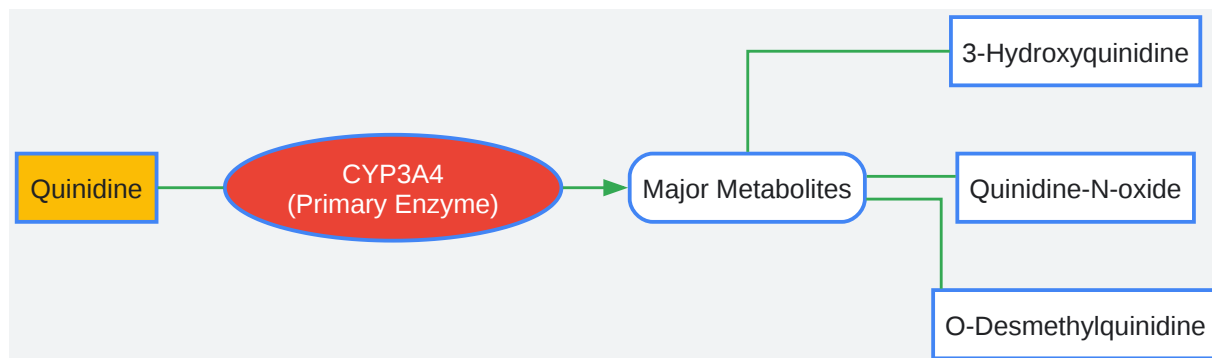 Quinidine
CYP3A4
(Primary Enzyme)
Major Metabolites
3-Hydroxyquinidine
Quinidine-N-oxide
O-Desmethylquinidine